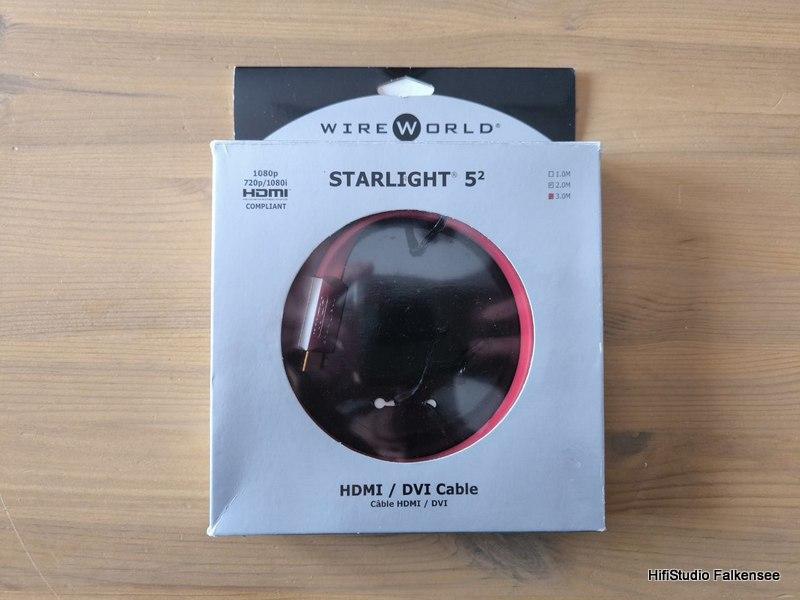 WIREWORLD®
1080p
720p/1080i
HDMI
COMPLIANT
STARLIGHT® 5²
1.0M
2.0M
3.0M
HDMI / DVI Cable
Câble HDMI / DVI
HifiStudio Falkensee